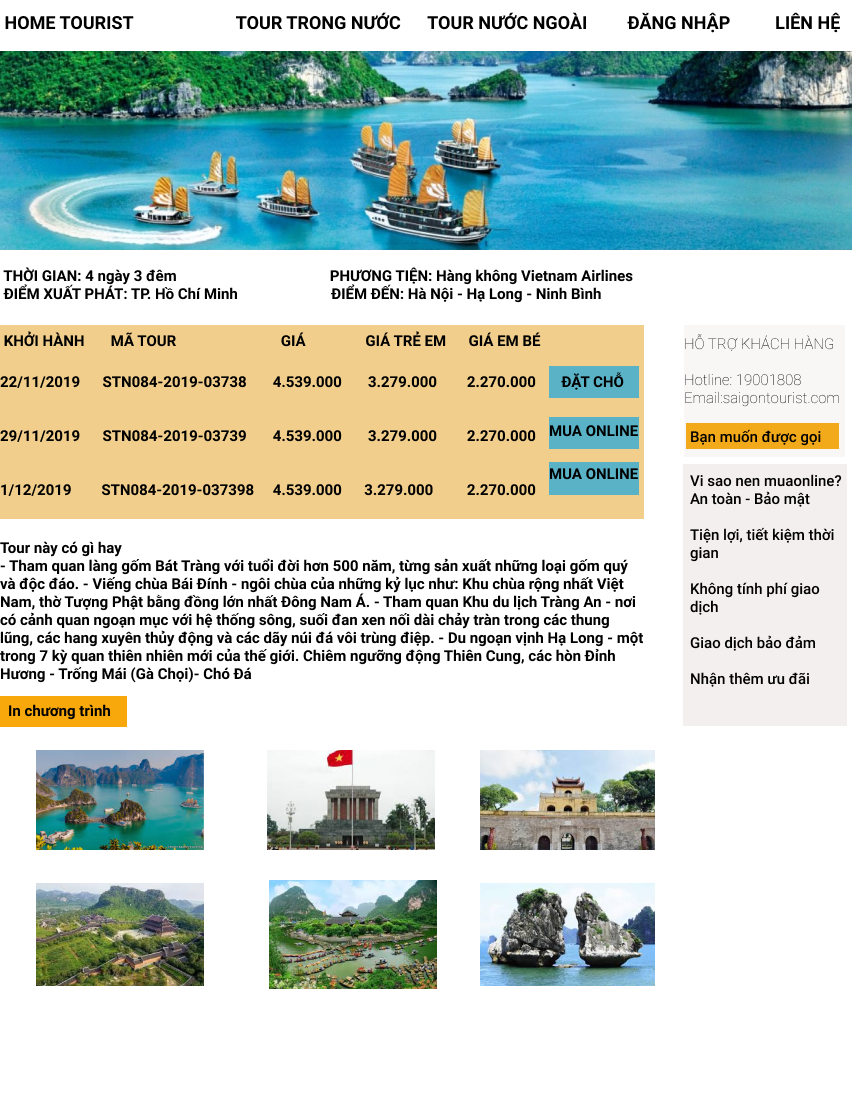 HOME TOURIST TOUR TRONG NƯỚC TOUR NƯỚC NGOÀI ĐĂNG NHẬP LIÊN HỆ
THỜI GIAN: 4 ngày 3 đêm PHƯƠNG TIỆN: Hàng không Vietnam Airlines
ĐIỂM XUẤT PHÁT: TP. Hồ Chí Minh ĐIỂM ĐẾN: Hà Nội - Hạ Long - Ninh Bình
KHỞI HÀNH MÃ TOUR GIÁ GIÁ TRẺ EM GIÁ EM BÉ
22/11/2019 STN084-2019-03738 4.539.000 3.279.000 2.270.000 ĐẶT CHỖ
29/11/2019 STN084-2019-03739 4.539.000 3.279.000 2.270.000 MUA ONLINE
1/12/2019 STN084-2019-037398 4.539.000 3.279.000 2.270.000 MUA ONLINE
HỖ TRỢ KHÁCH HÀNG
Hotline: 19001808
Email:saigontourist.com
Bạn muốn được gọi
Vi sao nen muaonline?
An toàn - Bảo mật
Tiện lợi, tiết kiệm thời
gian
Không tính phí giao
dịch
Giao dịch bảo đảm
Nhận thêm ưu đãi
Tour này có gì hay
- Tham quan làng gốm Bát Tràng với tuổi đời hơn 500 năm, từng sản xuất những loại gốm quý
và độc đáo. - Viếng chùa Bái Đính - ngôi chùa của những kỷ lục như: Khu chùa rộng nhất Việt
Nam, thờ Tượng Phật bằng đồng lớn nhất Đông Nam Á. - Tham quan Khu du lịch Tràng An - nơi
có cảnh quan ngoạn mục với hệ thống sông, suối đan xen nối dài chảy tràn trong các thung
lũng, các hang xuyên thủy động và các dãy núi đá vôi trùng điệp. - Du ngoạn vịnh Hạ Long - một
trong 7 kỳ quan thiên nhiên mới của thế giới. Chiêm ngưỡng động Thiên Cung, các hòn Đỉnh
Hương - Trống Mái (Gà Chọi)- Chó Đá
In chương trình